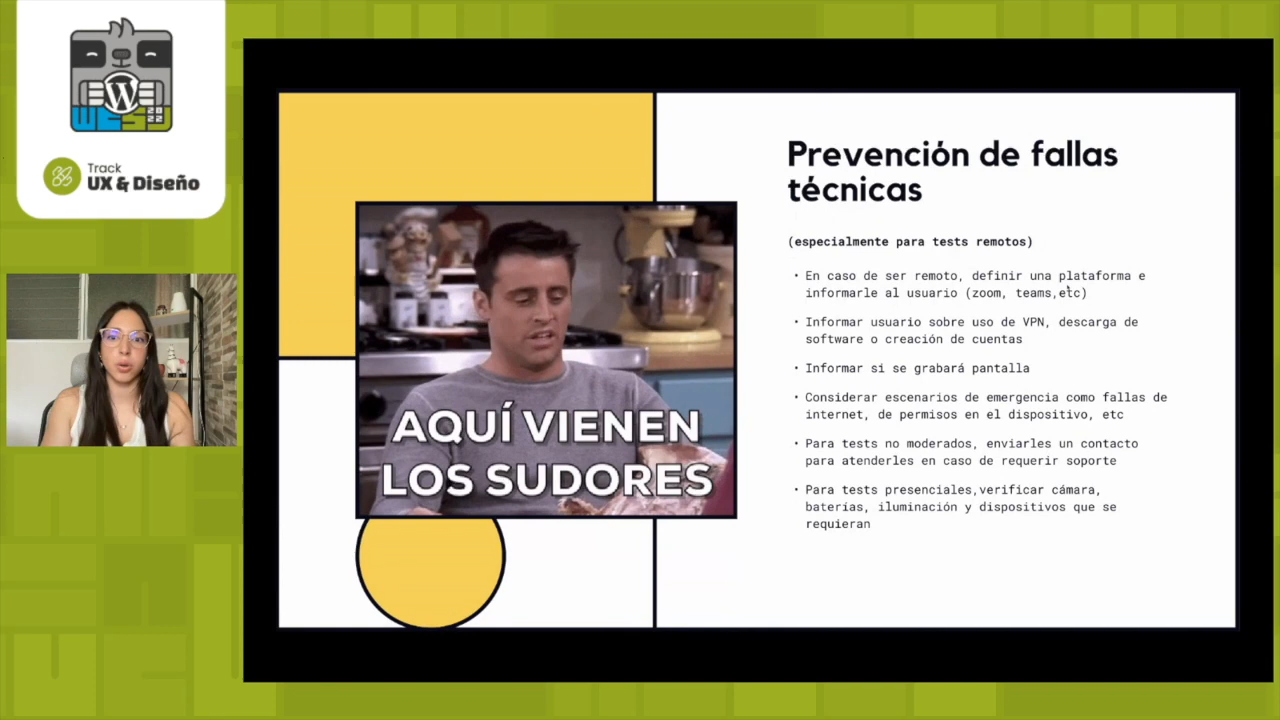 WESJ
2022
Track
UX & Diseño
Prevención de fallas
técnicas
(especialmente para tests remotos)
• En caso de ser remoto, definir una plataforma e
informarle al usuario (zoom, teams,etc)
• Informar usuario sobre uso de VPN, descarga de
software o creación de cuentas
• Informar si se grabará pantalla
• Considerar escenarios de emergencia como fallas de
internet, de permisos en el dispositivo, etc
• Para tests no moderados, enviarles un contacto
para atenderles en caso de requerir soporte
• Para tests presenciales,verificar cámara,
baterías, iluminación y dispositivos que se
requieran
AQUÍ VIENEN
LOS SUDORES